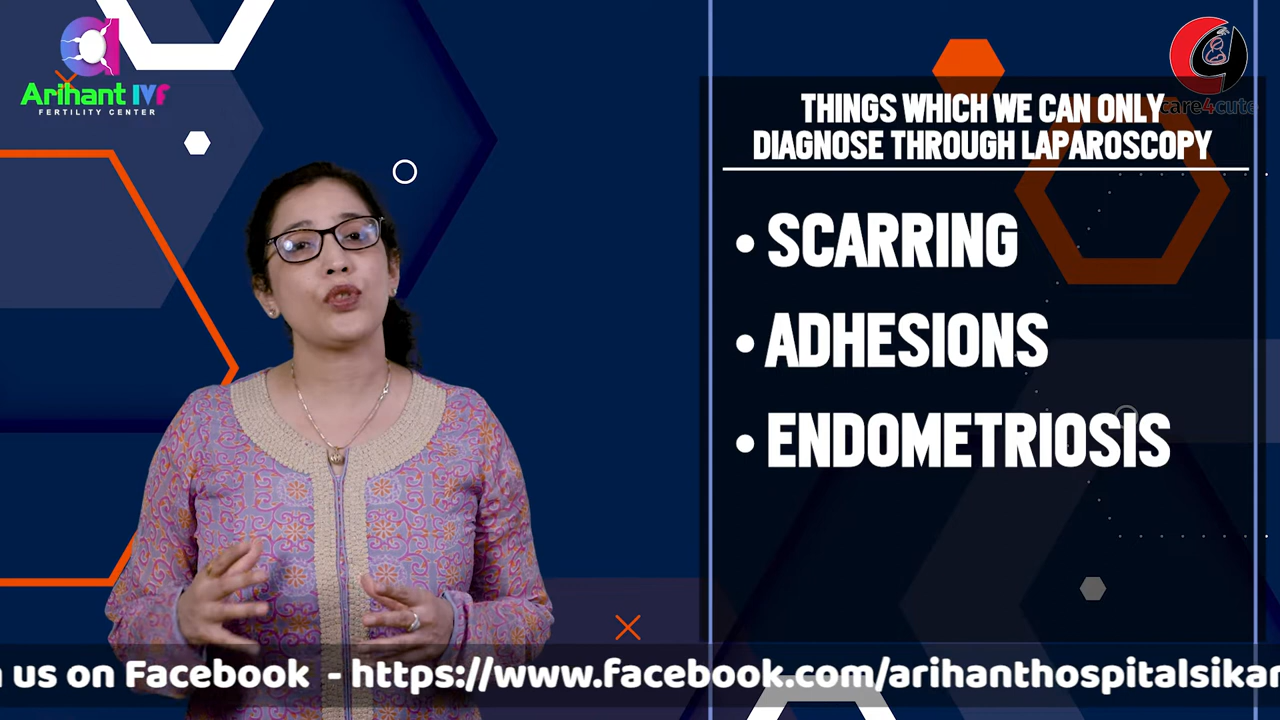 Arihant IVf
FERTILITY CENTER
care4cute
THINGS WHICH WE CAN ONLY
DIAGNOSE THROUGH LAPAROSCOPY
• SCARRING
• ADHESIONS
• ENDOMETRIOSIS
us on Facebook - https://www.facebook.com/arihanthospitalsikar